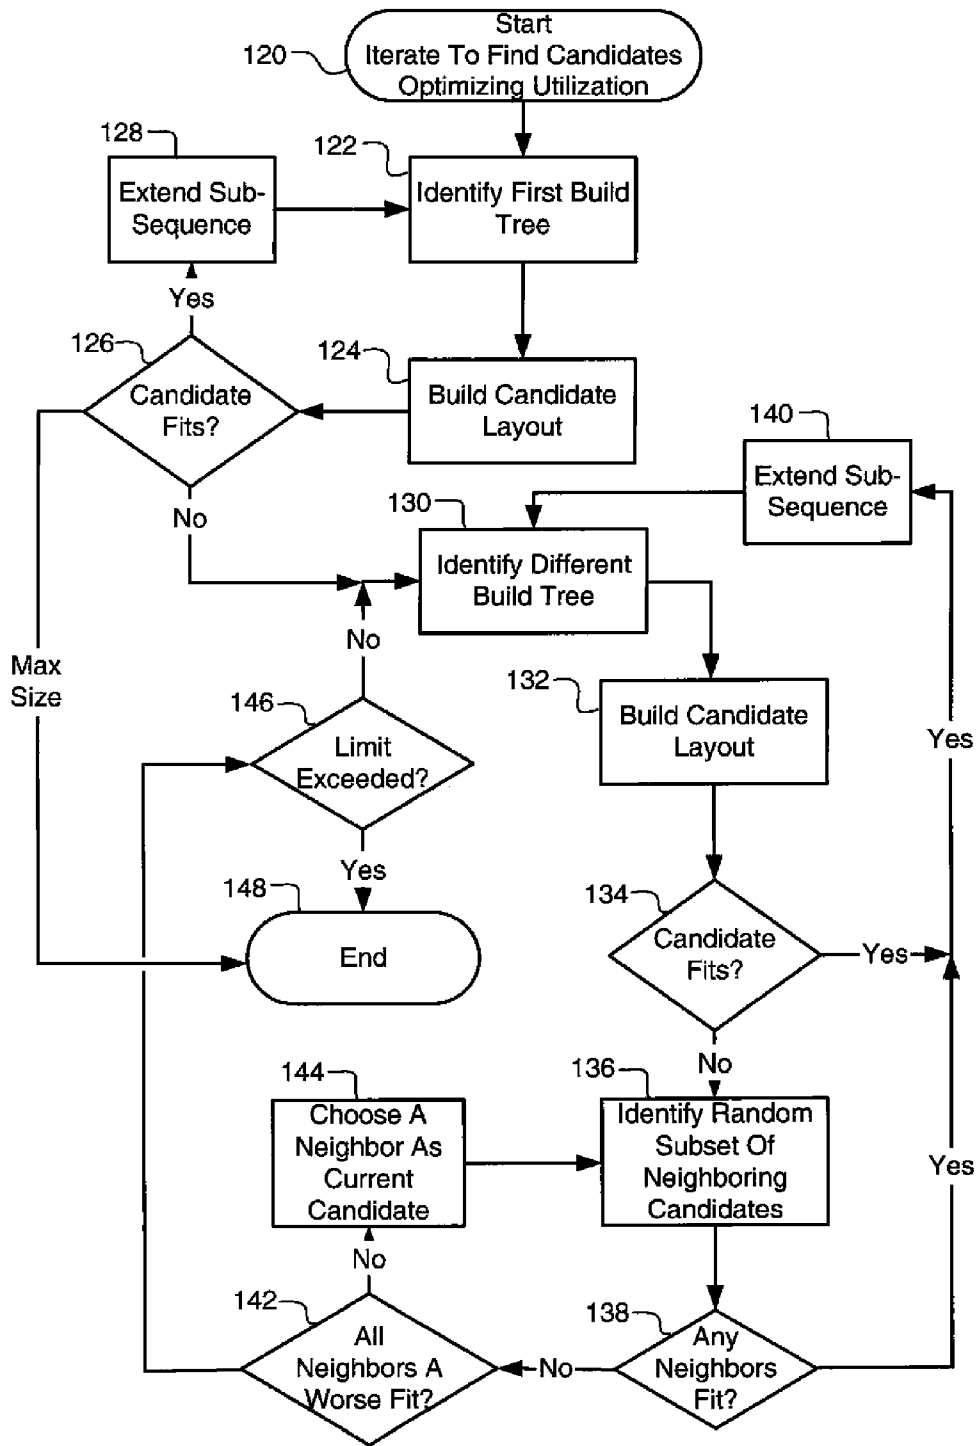 Start
Iterate To Find Candidates
Optimizing Utilization
120
128
122
Extend Sub-
Sequence
Identify First Build
Tree
Yes
126
124
Candidate
Fits?
Build Candidate
Layout
140
Extend Sub-
Sequence
No
130
Identify Different
Build Tree
No
Max
Size
132
146
Build Candidate
Layout
Limit
Exceeded?
Yes
Yes
148
134
End
Candidate
Fits?
Yes
No
144
136
Choose A
Neighbor As
Current
Candidate
Identify Random
Subset Of
Neighboring
Candidates
Yes
No
142
138
All
Neighbors A
Worse Fit?
No
Any
Neighbors
Fit?